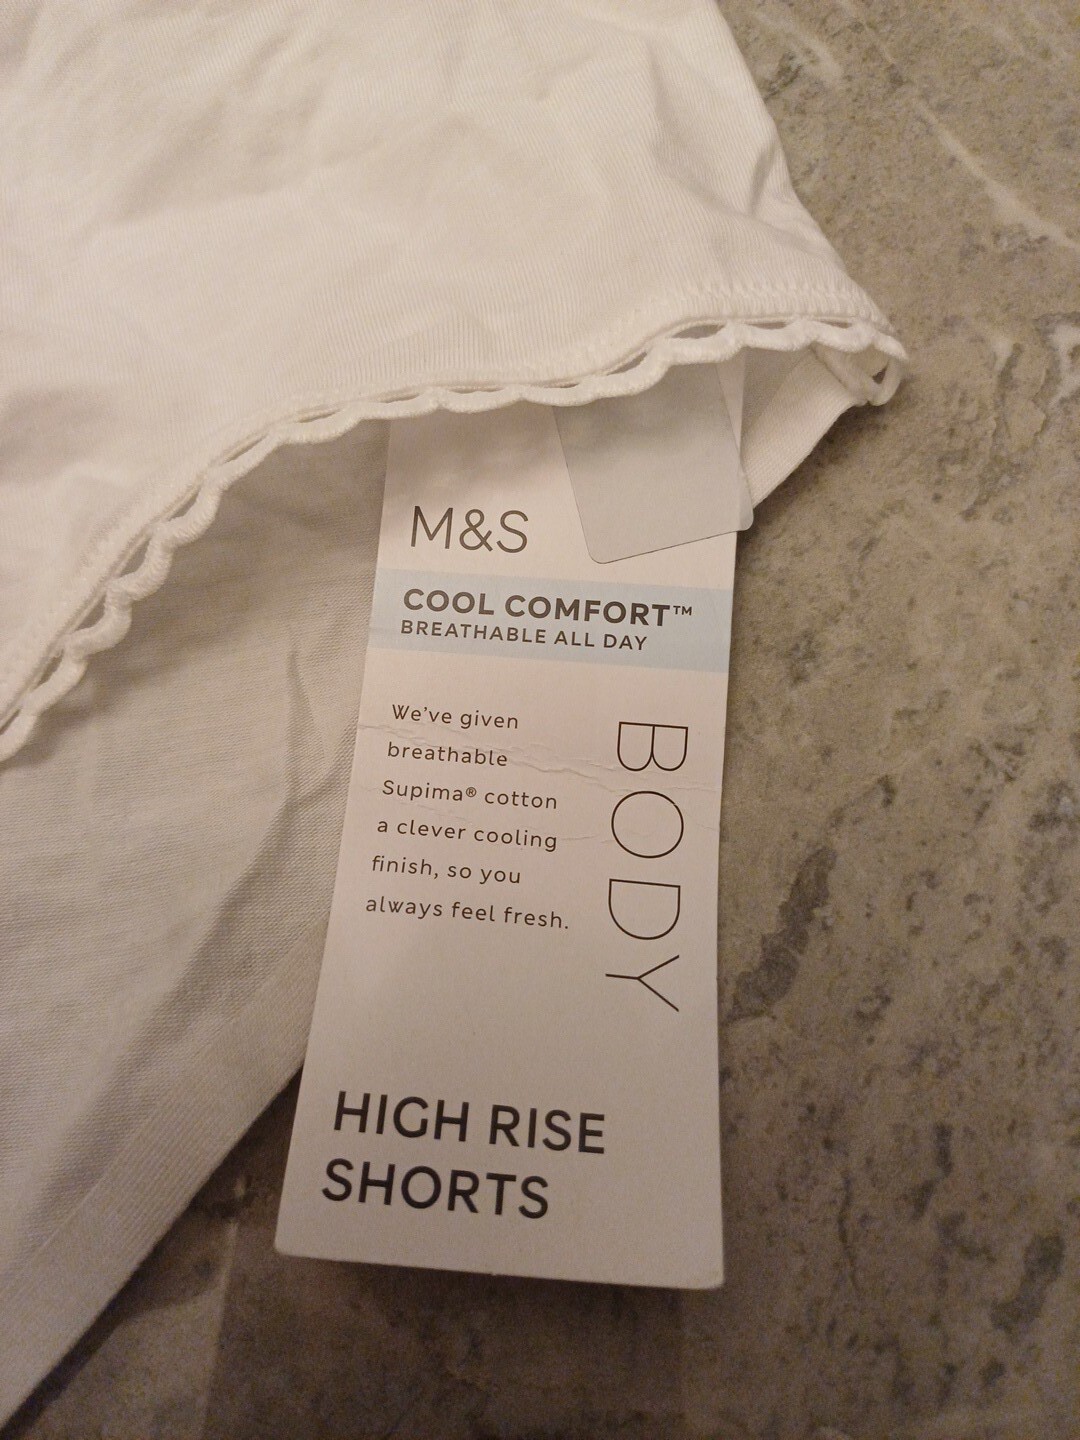 M&S
COOL COMFORT™
BREATHABLE ALL DAY
We've given
breathable
Supima® cotton
a clever cooling
finish, so you
always feel fresh.
BODY
HIGH RISE
SHORTS